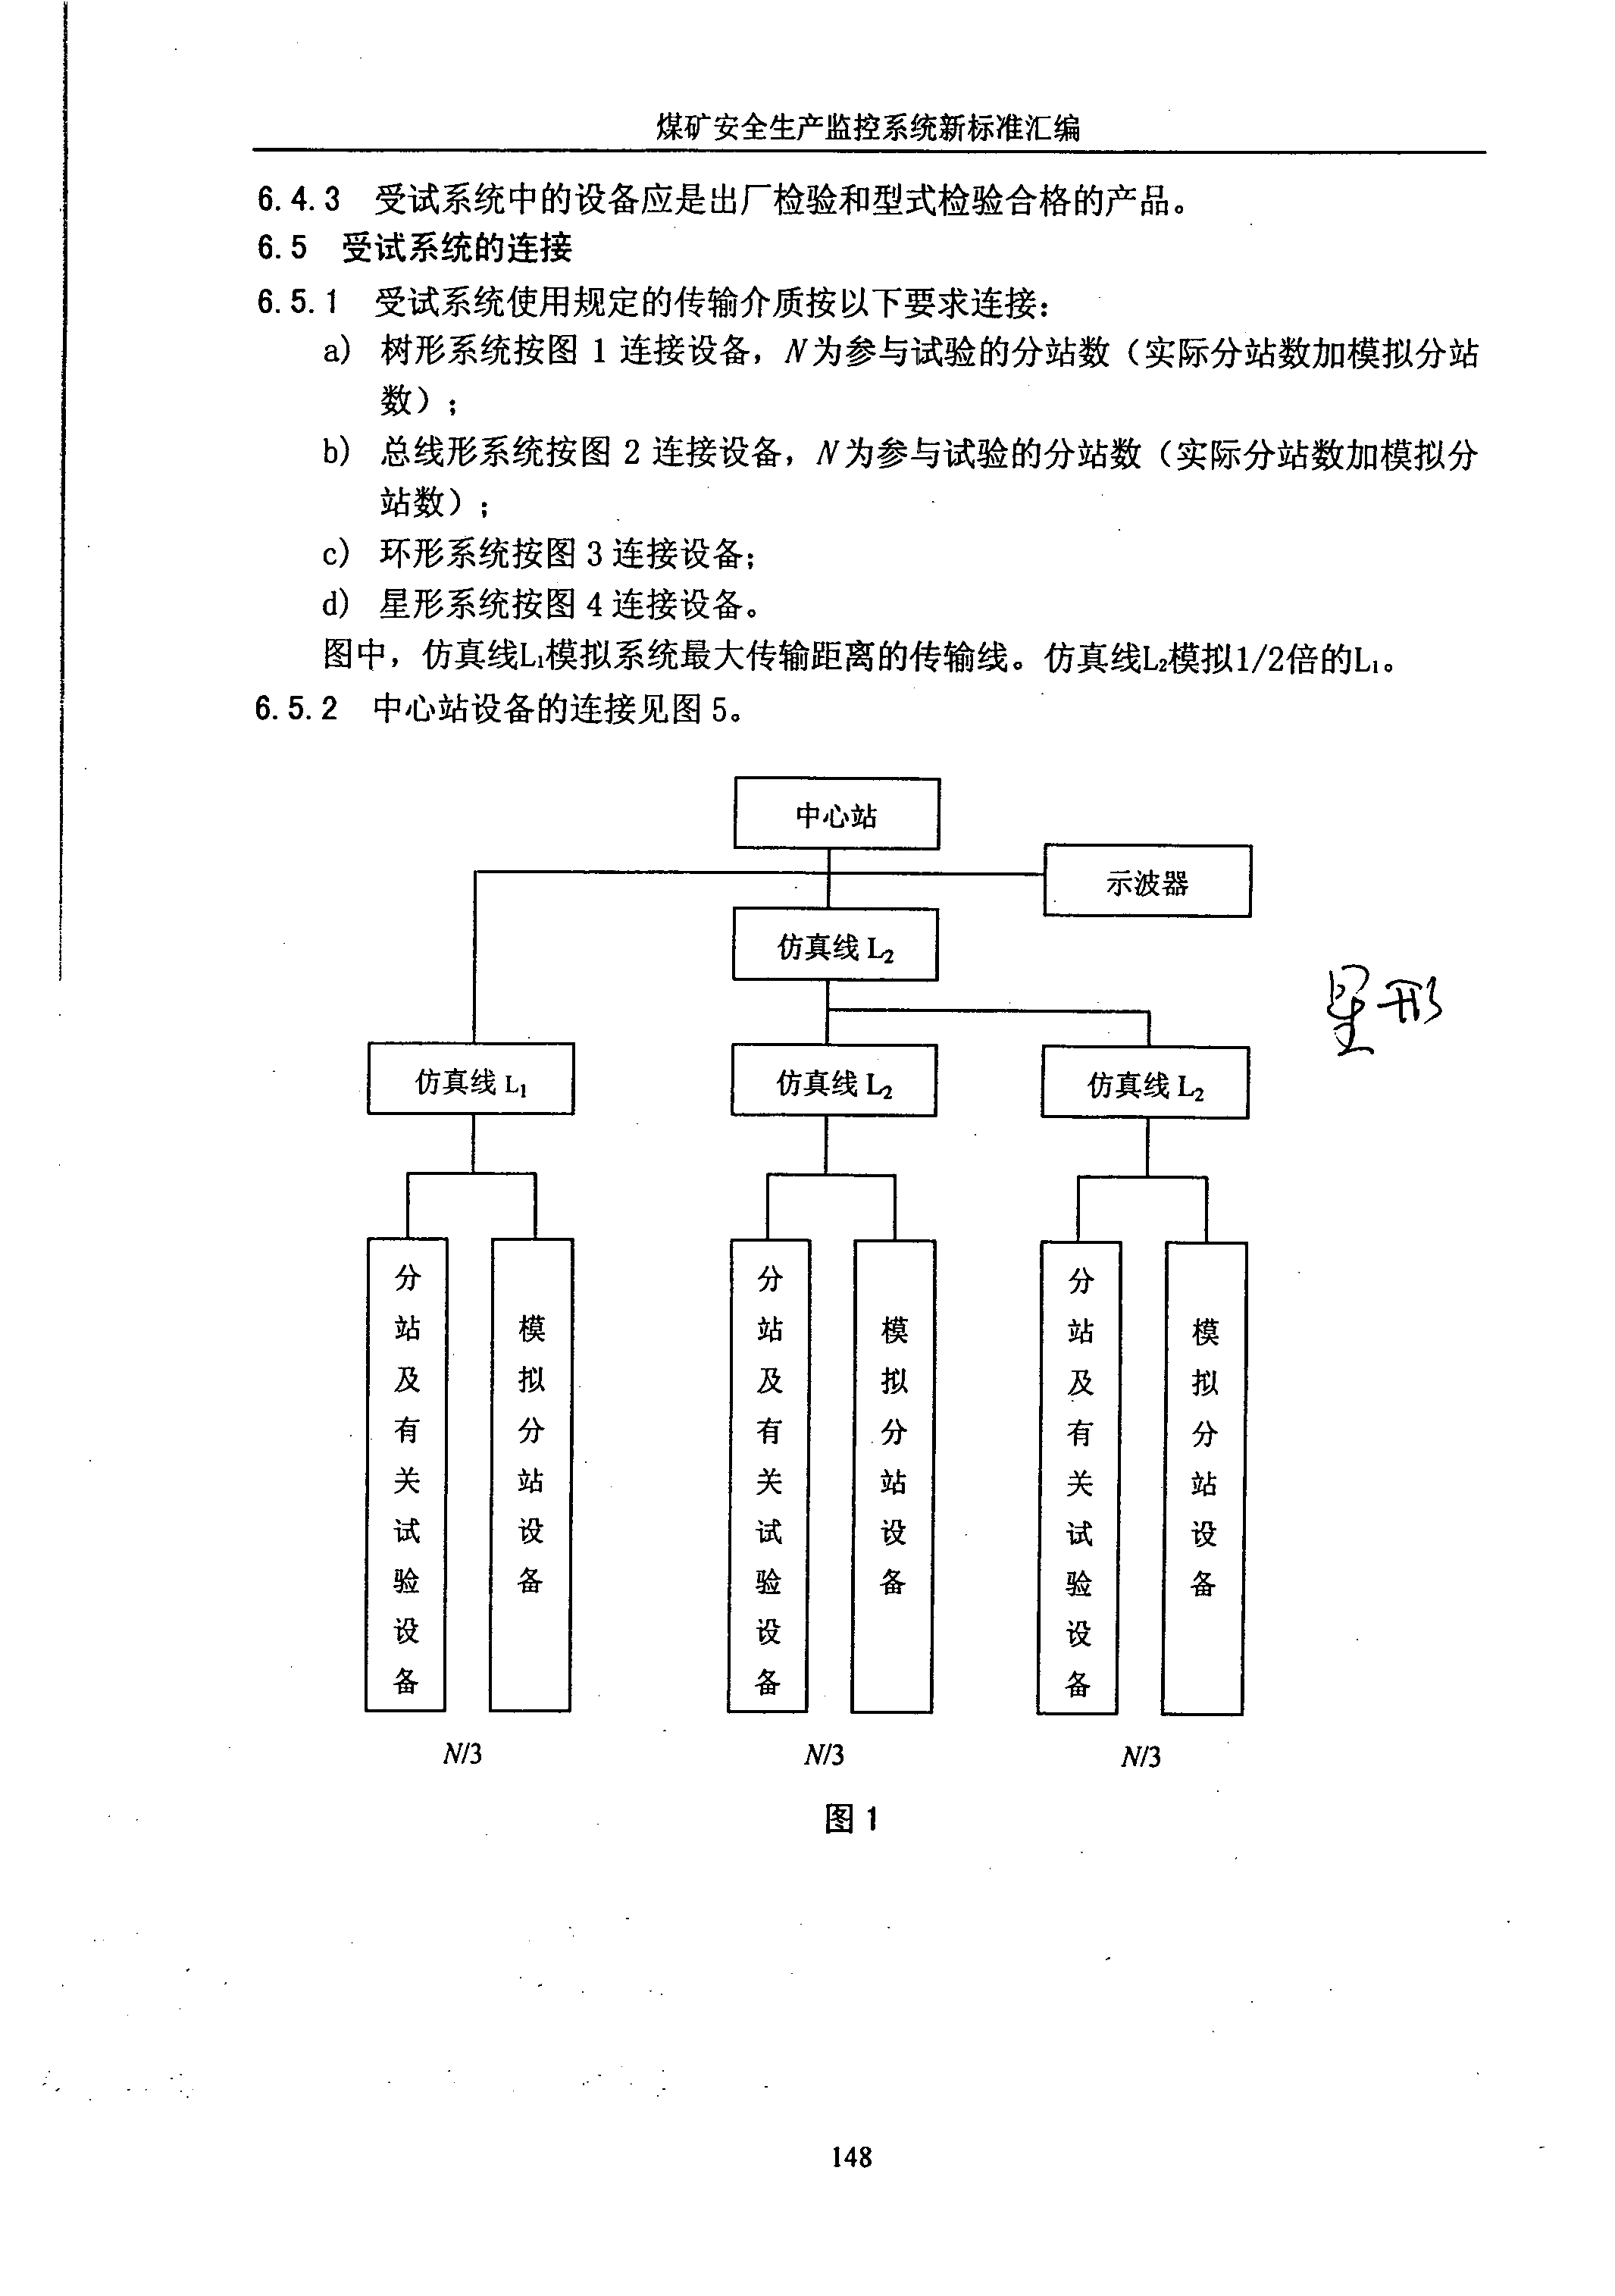 煤矿安全生产监控系统新标准汇编
6.4.3 受试系统中的设备应是出厂检验和型式检验合格的产品。
6.5 受试系统的连接
6.5.1 受试系统使用规定的传输介质按以下要求连接：
a) 树形系统按图 1 连接设备，N为参与试验的分站数（实际分站数加模拟分站
数）；
b) 总线形系统按图 2 连接设备，N为参与试验的分站数（实际分站数加模拟分
站数）；
c) 环形系统按图 3 连接设备；
d) 星形系统按图 4 连接设备。
图中，仿真线L₁模拟系统最大传输距离的传输线。仿真线L₂模拟1/2倍的L₁。
6.5.2 中心站设备的连接见图 5。
中心站
示波器
仿真线 L₂
星形
仿真线 L₁
仿真线 L₂
仿真线 L₂
分站及有关试验设备
模拟分站设备
分站及有关试验设备
模拟分站设备
分站及有关试验设备
模拟分站设备
N/3
N/3
N/3
图 1
148